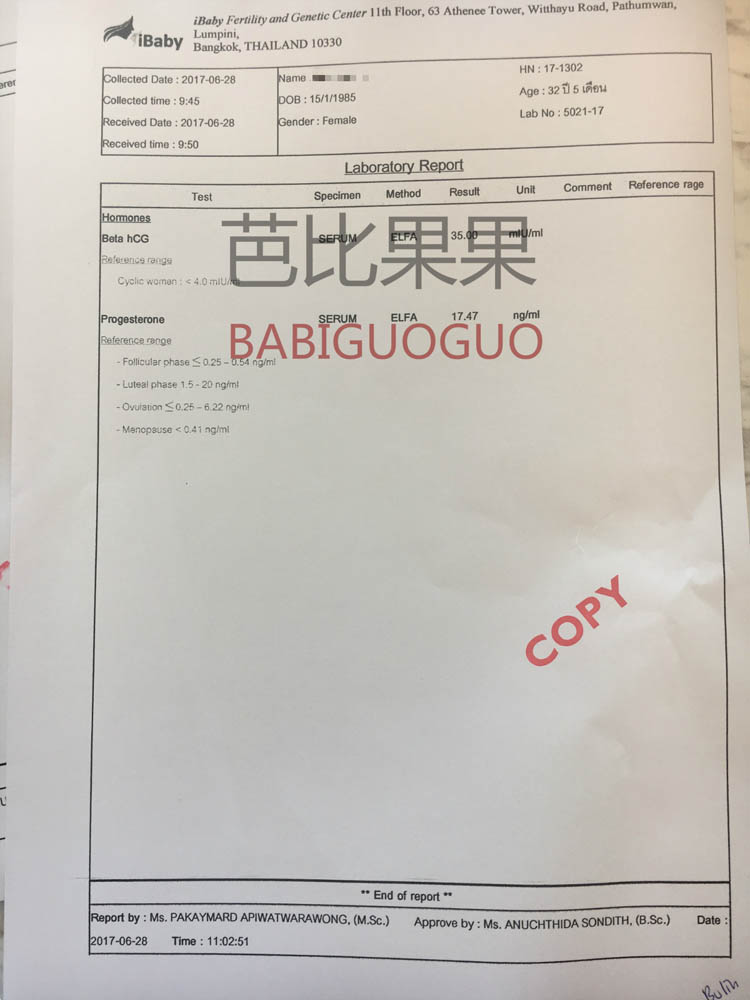 iBaby
iBaby Fertility and Genetic Center 11th Floor, 63 Athenee Tower, Witthayu Road, Pathumwan,
Lumpini,
Bangkok, THAILAND 10330
Collected Date : 2017-06-28
Collected time : 9:45
Received Date : 2017-06-28
Received time : 9:50
Name
DOB : 15/1/1985
Gender : Female
HN : 17-1302
Age : 32 ปี 5 เดือน
Lab No : 5021-17
Laboratory Report
Test Specimen Method Result Unit Comment Reference rage
Hormones
Beta hCG SERUM ELFA 35.00 mIU/ml
Reference range
Cyclic woman : < 4.0 mIU/ml
芭比果果
Progesterone SERUM ELFA 17.47 ng/ml
Reference range
BABIGUOGUO
- Follicular phase ≤ 0.25 – 0.54 ng/ml
- Luteal phase 1.5 - 20 ng/ml
- Ovulation ≤ 0.25 – 6.22 ng/ml
- Menopause < 0.41 ng/ml
COPY
** End of report **
Report by : Ms. PAKAYMARD APIWATWARAWONG, (M.Sc.) Approve by : Ms. ANUCHTHIDA SONDITH, (B.Sc.) Date :
2017-06-28 Time : 11:02:51